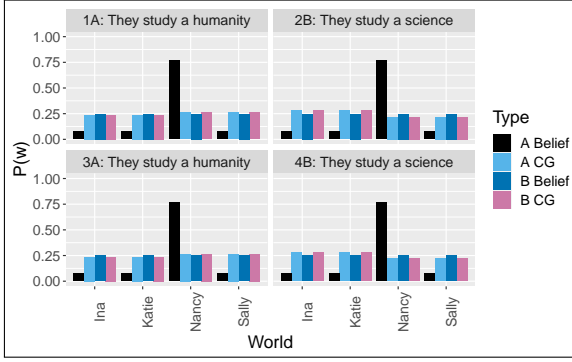 1A: They study a humanity
2B: They study a science
1.00
0.75
0.50
0.25
0.00
3A: They study a humanity
4B: They study a science
1.00
0.75
0.50
0.25
0.00
P(w)
Ina
Katie
Nancy
Sally
Ina
Katie
Nancy
Sally
World
Type
A Belief
A CG
B Belief
B CG